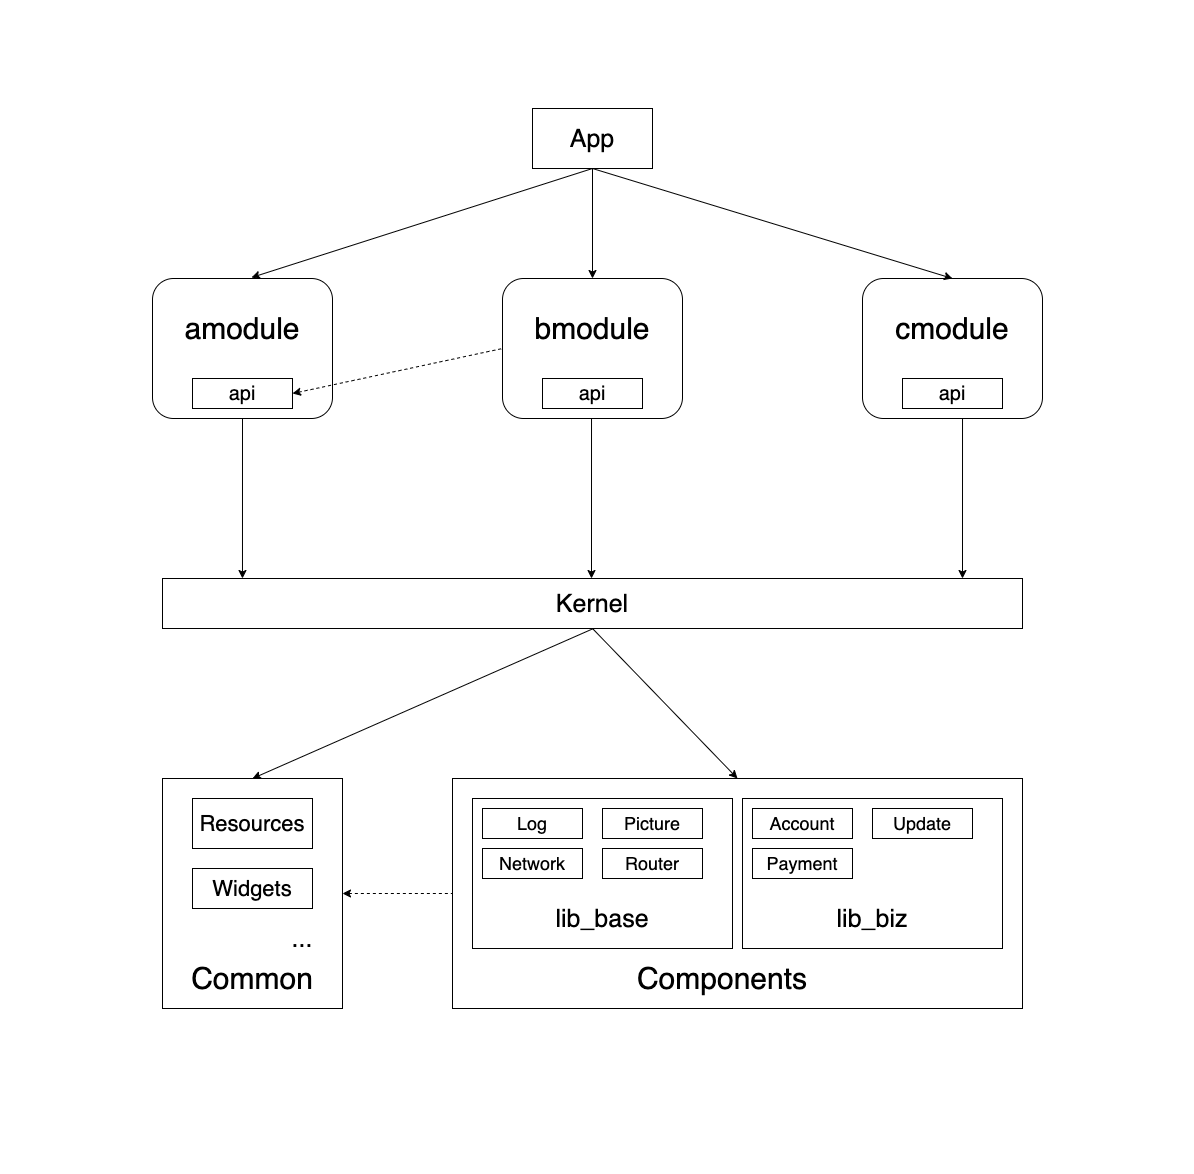 App
amodule
bmodule
cmodule
api
api
api
Kernel
Resources
Widgets
...
Common
Log
Picture
Network
Router
lib_base
Account
Update
Payment
lib_biz
Components